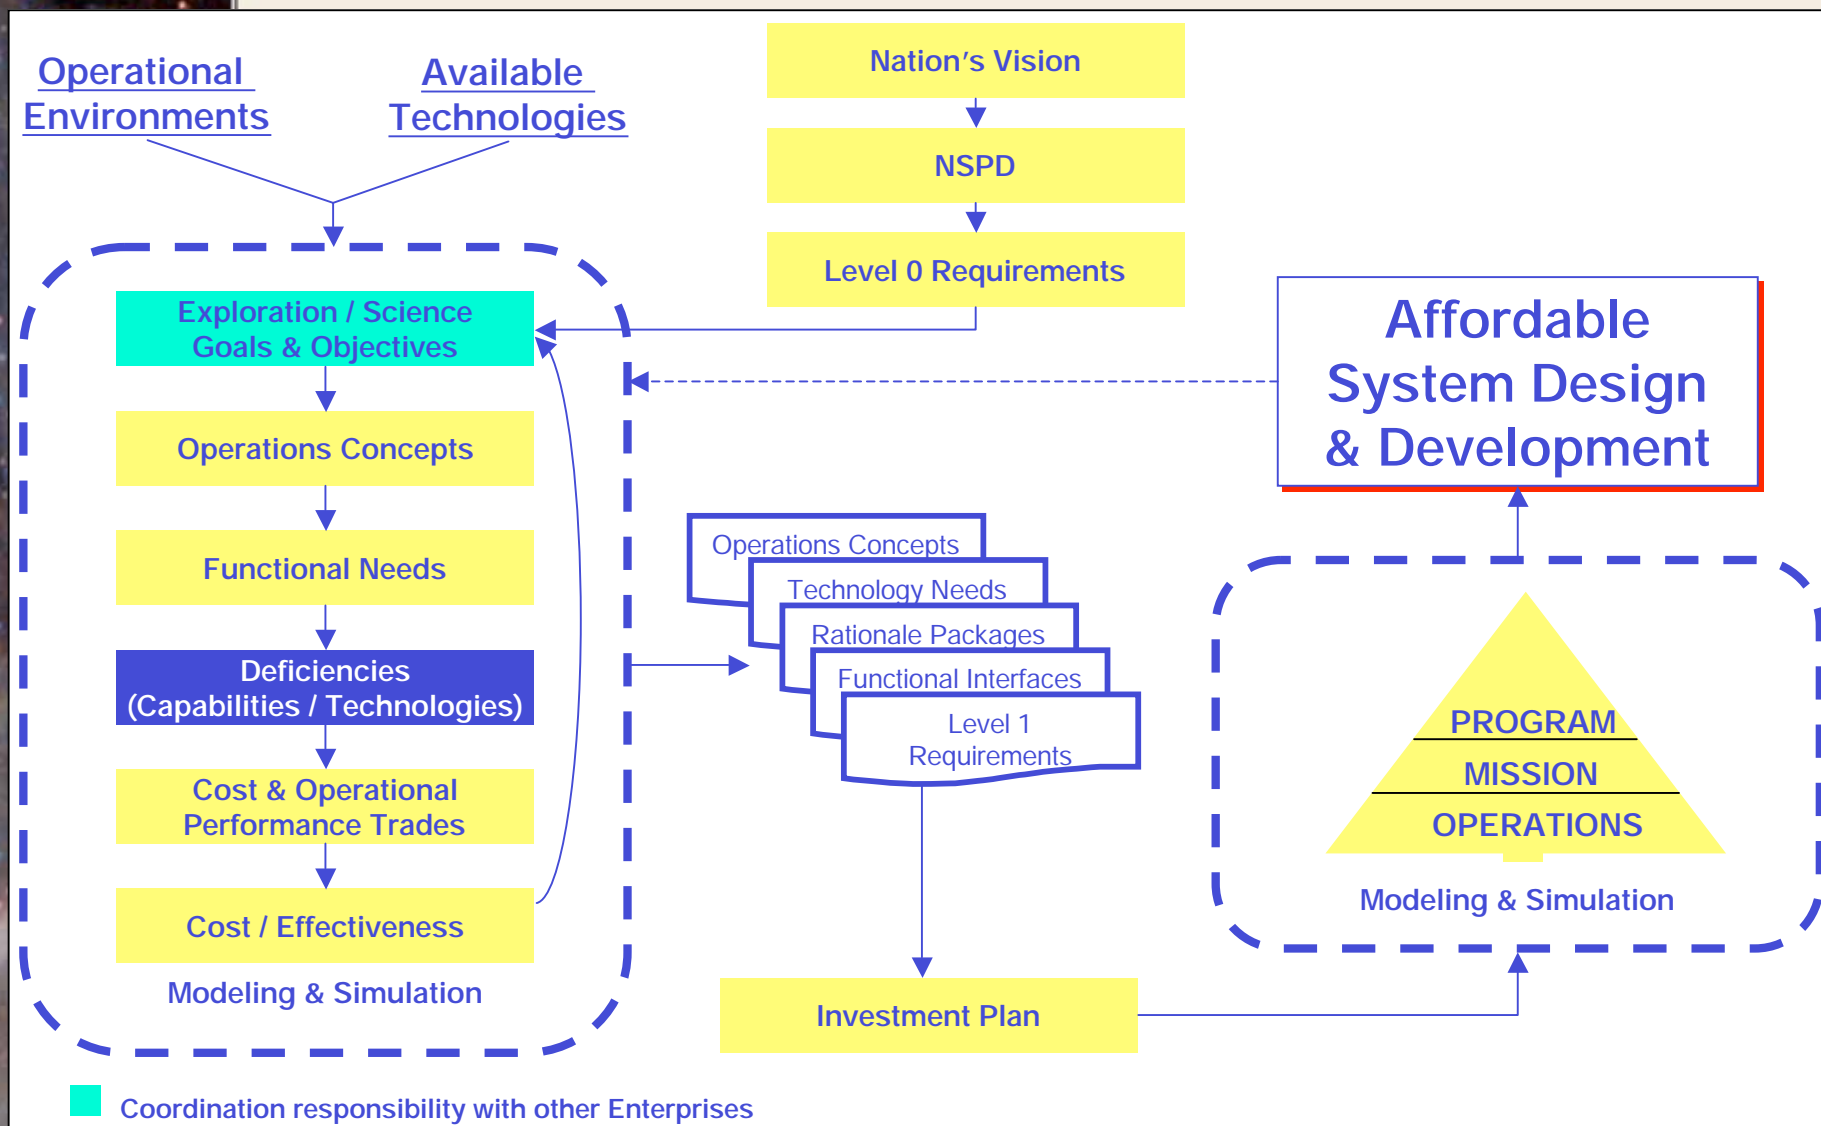 Operational
Environments
Available
Technologies
Nation's Vision
NSPD
Level 0 Requirements
Exploration / Science
Goals & Objectives
Operations Concepts
Functional Needs
Deficiencies
(Capabilities / Technologies)
Cost & Operational
Performance Trades
Cost / Effectiveness
Modeling & Simulation
Operations Concepts
Technology Needs
Rationale Packages
Functional Interfaces
Level 1
Requirements
Investment Plan
Affordable
System Design
& Development
PROGRAM
MISSION
OPERATIONS
Modeling & Simulation
Coordination responsibility with other Enterprises